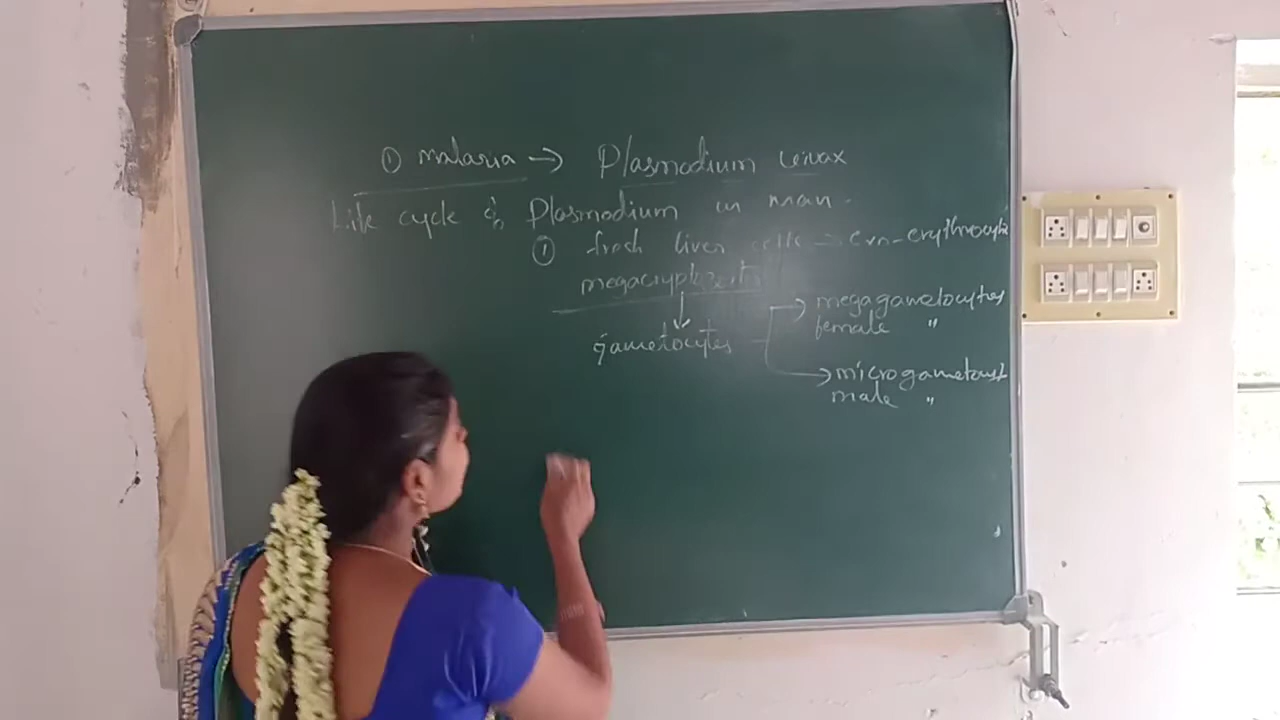 ① malaria → Plasmodium vivax
Life cycle of Plasmodium in man.
① fresh liver cells → exo-erythrocytic
megacryptozoites
↓
gametocytes → megagametocytes
female "
→ microgametocyt
male "